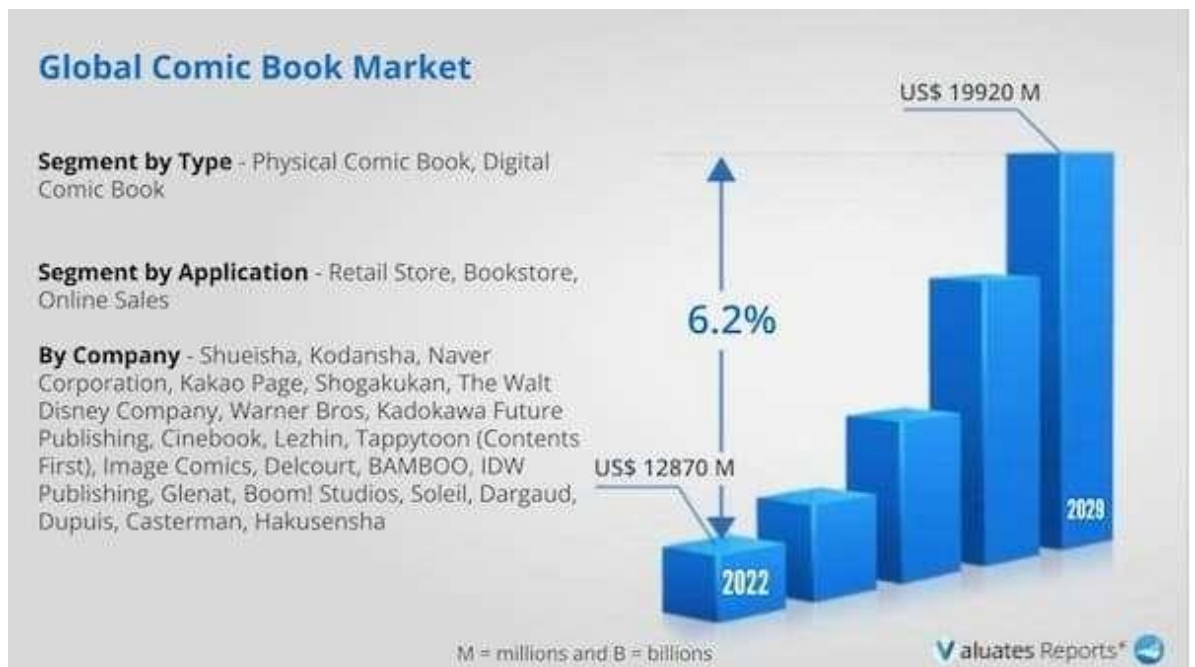 Global Comic Book Market
US$ 19920 M
Segment by Type - Physical Comic Book, Digital
Comic Book
Segment by Application - Retail Store, Bookstore,
Online Sales
6.2%
By Company - Shueisha, Kodansha, Naver
Corporation, Kakao Page, Shogakukan, The Walt
Disney Company, Warner Bros, Kadokawa Future
Publishing, Cinebook, Lezhin, Tappytoon (Contents
First), Image Comics, Delcourt, BAMBOO, IDW
Publishing, Glenat, Boom! Studios, Soleil, Dargaud,
Dupuis, Casterman, Hakusensha
US$ 12870 M
2029
2022
M = millions and B = billions
Valuates Reports®